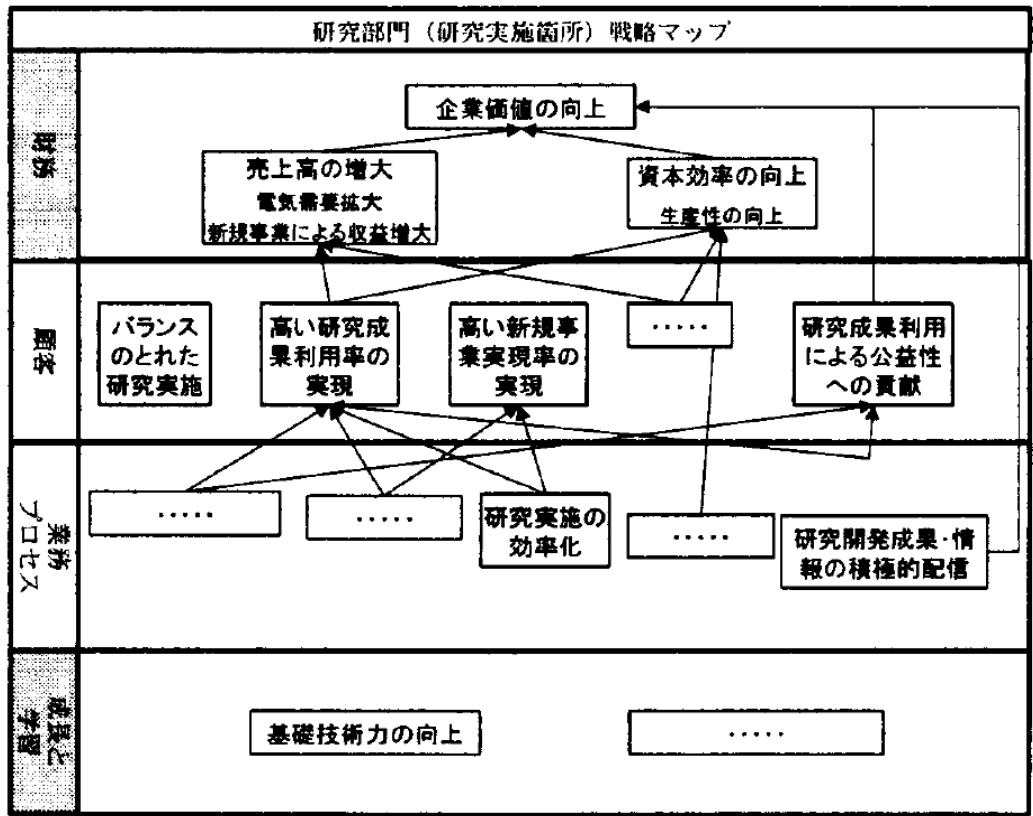 研究部門（研究実施箇所）戦略マップ
財務
企業価値の向上
売上高の増大
電気需要拡大
新規事業による収益増大
資本効率の向上
生産性の向上
顧客
バランス
のとれた
研究実施
高い研究成
果利用率の
実現
高い新規事
業実現率の
実現
‥‥‥
研究成果利用
による公益性
への貢献
業務
プロセス
‥‥‥
‥‥‥
研究実施の
効率化
‥‥‥
研究開発成果・情
報の積極的配信
成長と
学習
基礎技術力の向上
‥‥‥